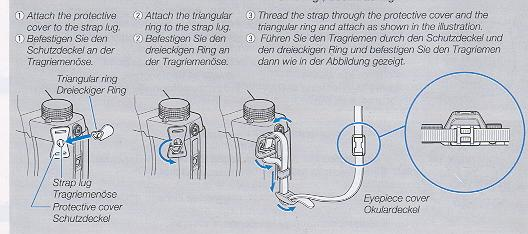 ① Attach the protective
cover to the strap lug.
① Befestigen Sie den
Schutzdeckel an der
Tragriemenöse.
② Attach the triangular
ring to the strap lug.
② Befestigen Sie den
dreieckigen Ring an
der Tragriemenöse.
③ Thread the strap through the protective cover and the
triangular ring and attach as shown in the illustration.
③ Führen Sie den Tragriemen durch den Schutzdeckel und
den dreieckigen Ring und befestigen Sie den Tragriemen
dann wie in der Abbildung gezeigt.
Triangular ring
Dreieckiger Ring
Strap lug
Tragriemenöse
Protective cover
Schutzdeckel
Eyepiece cover
Okulardeckel